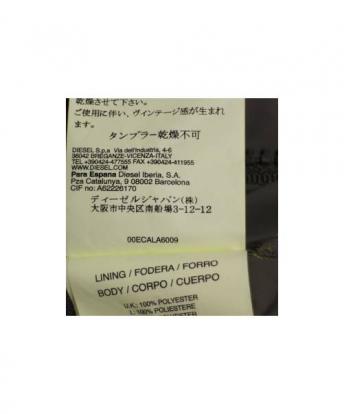 乾燥させて下さい。
ご使用に伴い、ヴィンテージ感が生まれ
ます。
タンブラー乾燥不可
DIESEL S.p.a Via dell'Industria, 4-6
36042 BREGANZE-VICENZA-ITALY
WWW.DIESEL.COM
TEL +390424-477555 FAX +390424-411955
Para Espana Diesel Iberia, S.A.
Pza Catalunya, 9 08002 Barcelona
CIF no: A62226170
ディーゼルジャパン(株)
大阪市中央区南船場3-12-12
00ECALA6009
LINING / FODERA / FORRO
BODY / CORPO / CUERPO
U.K: 100% POLYESTER
I: 100% POLIESTERE